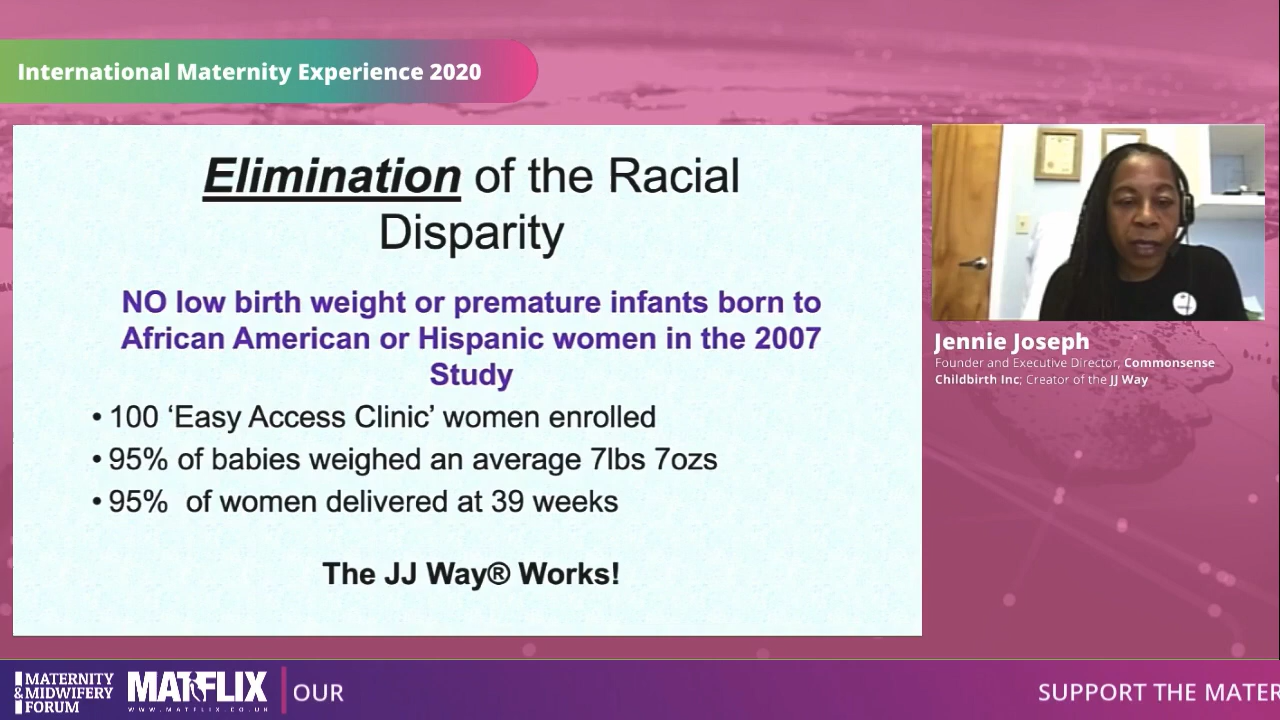 International Maternity Experience 2020
Elimination of the Racial
Disparity
NO low birth weight or premature infants born to
African American or Hispanic women in the 2007
Study
• 100 ‘Easy Access Clinic’ women enrolled
• 95% of babies weighed an average 7lbs 7ozs
• 95% of women delivered at 39 weeks
The JJ Way® Works!
Jennie Joseph
Founder and Executive Director, Commonsense
Childbirth Inc; Creator of the JJ Way
MATERNITY
& MIDWIFERY
FORUM
MATFLIX
WWW.MATFLIX.CO.UK
OUR
SUPPORT THE MATER